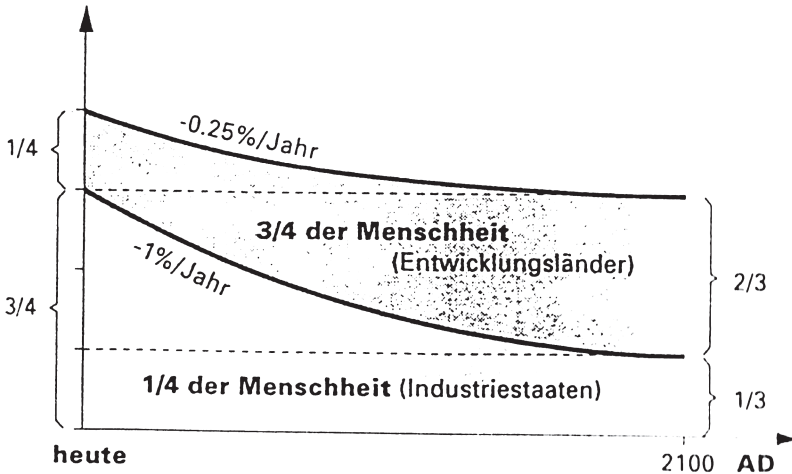 1/4
-0.25%/Jahr
3/4 der Menschheit
(Entwicklungsländer)
-1%/Jahr
2/3
3/4
1/4 der Menschheit (Industriestaaten)
1/3
heute
2100 AD